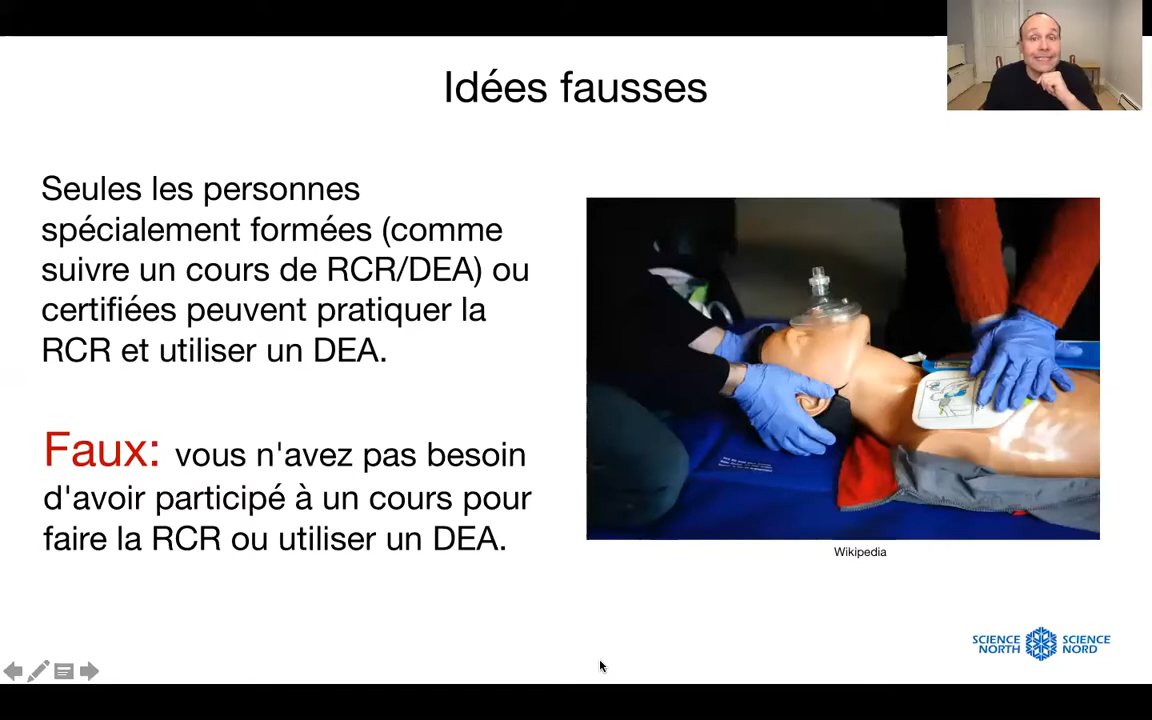 Idées fausses
Seules les personnes
spécialement formées (comme
suivre un cours de RCR/DEA) ou
certifiées peuvent pratiquer la
RCR et utiliser un DEA.
Faux: vous n'avez pas besoin
d'avoir participé à un cours pour
faire la RCR ou utiliser un DEA.
Wikipedia
SCIENCE NORTH
SCIENCE NORD